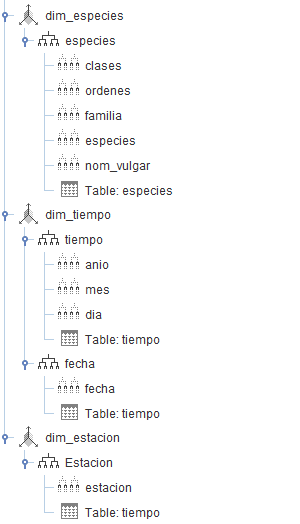 dim_especies
especies
clases
ordenes
familia
especies
nom_vulgar
Table: especies
dim_tiempo
tiempo
anio
mes
dia
Table: tiempo
fecha
fecha
Table: tiempo
dim_estacion
Estacion
estacion
Table: tiempo